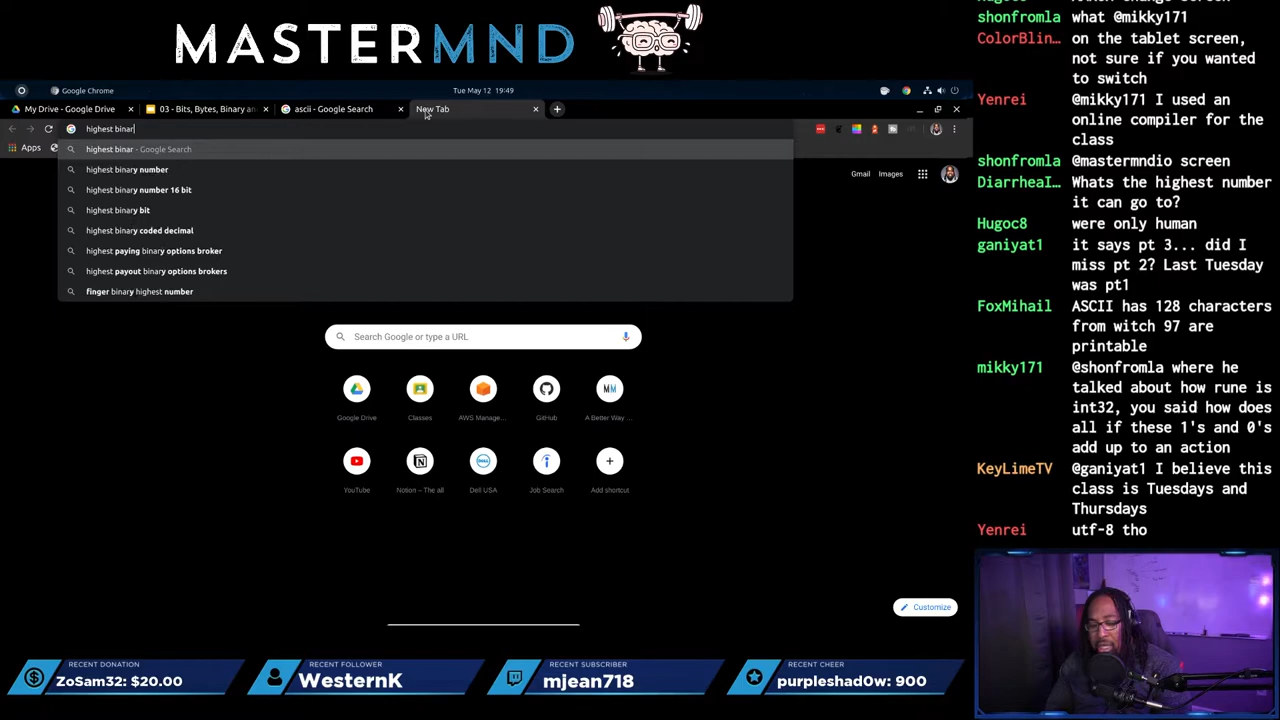 MASTERMND
Google Chrome
Tue May 12 19:49
My Drive - Google Drive
03 - Bits, Bytes, Binary an
ascii - Google Search
New Tab
highest binar
Apps
highest binar - Google Search
highest binary number
highest binary number 16 bit
highest binary bit
highest binary coded decimal
highest paying binary options broker
highest payout binary options brokers
finger binary highest number
Gmail Images
Search Google or type a URL
Google Drive
Classes
AWS Manage...
GitHub
A Better Way ...
YouTube
Notion – The all
Dell USA
Job Search
Add shortcut
Customize
shonfromla what @mikky171
ColorBlin... on the tablet screen,
not sure if you wanted
to switch
Yenrei @mikky171 I used an
online compiler for the
class
shonfromla @mastermndio screen
DiarrheaI... Whats the highest number
it can go to?
Hugoc8 were only human
ganiyat1 it says pt 3... did I
miss pt 2? Last Tuesday
was pt1
FoxMihail ASCII has 128 characters
from witch 97 are
printable
mikky171 @shonfromla where he
talked about how rune is
int32, you said how does
all if these 1's and 0's
add up to an action
KeyLimeTV @ganiyat1 I believe this
class is Tuesdays and
Thursdays
Yenrei utf-8 tho
RECENT DONATION
ZoSam32: $20.00
RECENT FOLLOWER
WesternK
RECENT SUBSCRIBER
mjean718
RECENT CHEER
purpleshad0w: 900